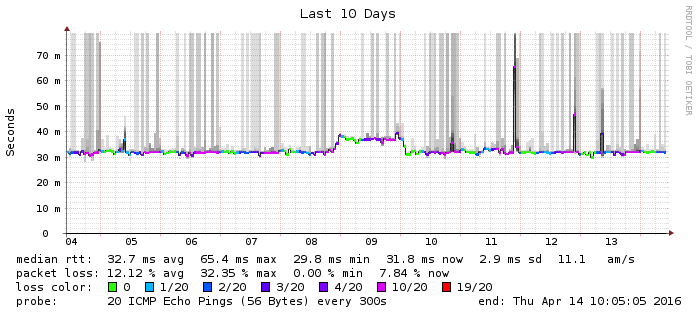 Last 10 Days
RRDTOOL / TOBI OETIKER
Seconds
70 m
60 m
50 m
40 m
30 m
20 m
10 m
0
04 05 06 07 08 09 10 11 12 13
median rtt: 32.7 ms avg 65.4 ms max 29.8 ms min 31.8 ms now 2.9 ms sd 11.1 am/s
packet loss: 12.12 % avg 32.35 % max 0.00 % min 7.84 % now
loss color: 0 1/20 2/20 3/20 4/20 10/20 19/20
probe: 20 ICMP Echo Pings (56 Bytes) every 300s end: Thu Apr 14 10:05:05 2016